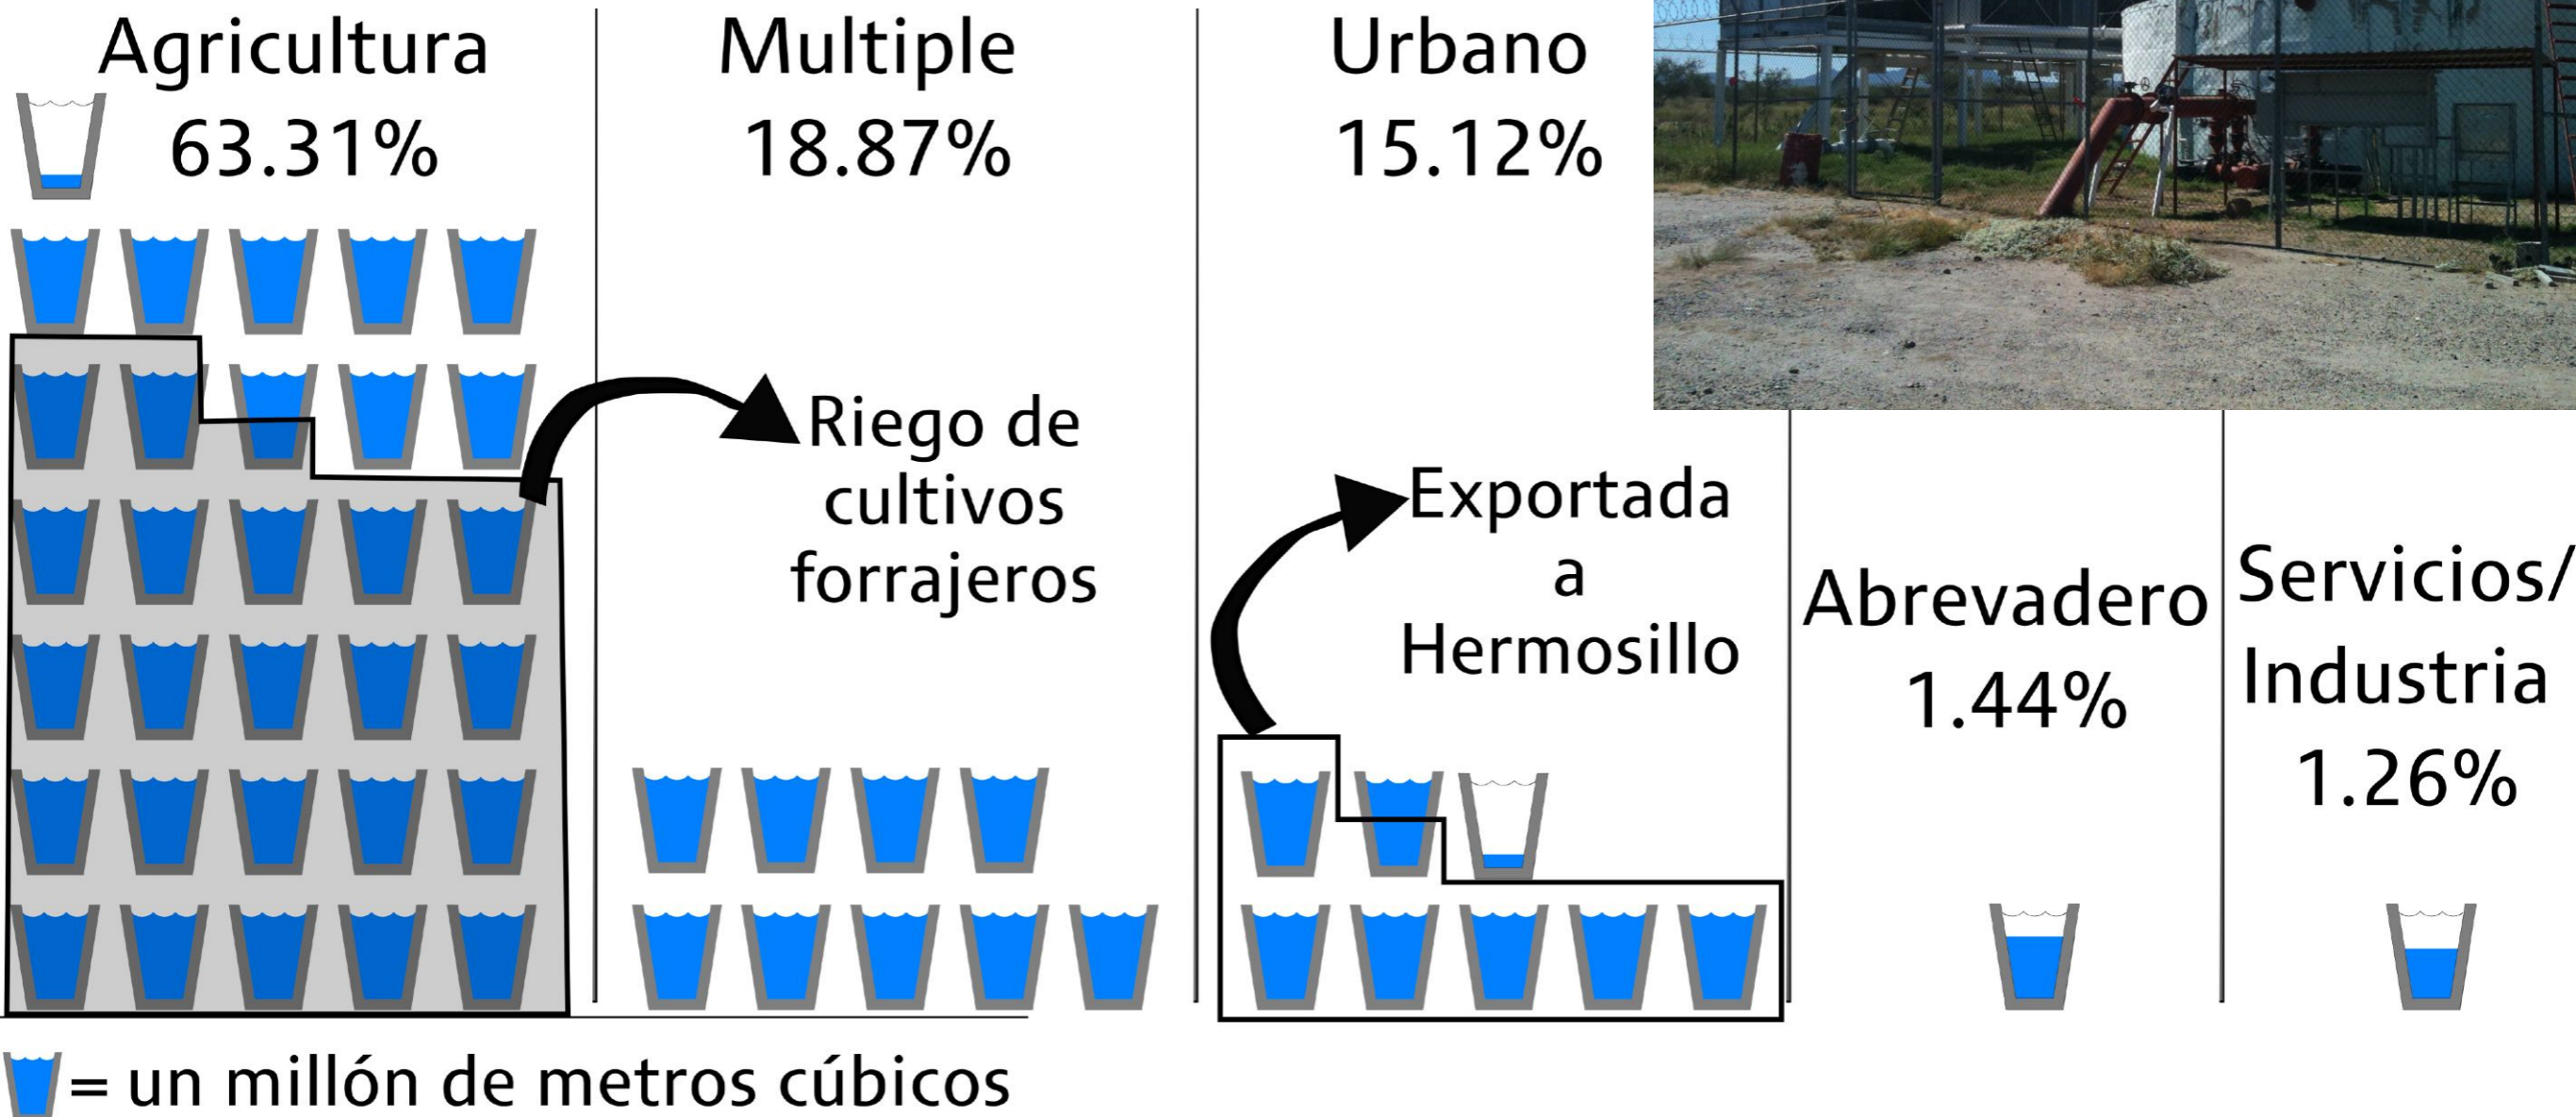 Agricultura
63.31%
Multiple
18.87%
Urbano
15.12%
Riego de
cultivos
forrajeros
Exportada
a
Hermosillo
Abrevadero
1.44%
Servicios/
Industria
1.26%
= un millón de metros cúbicos